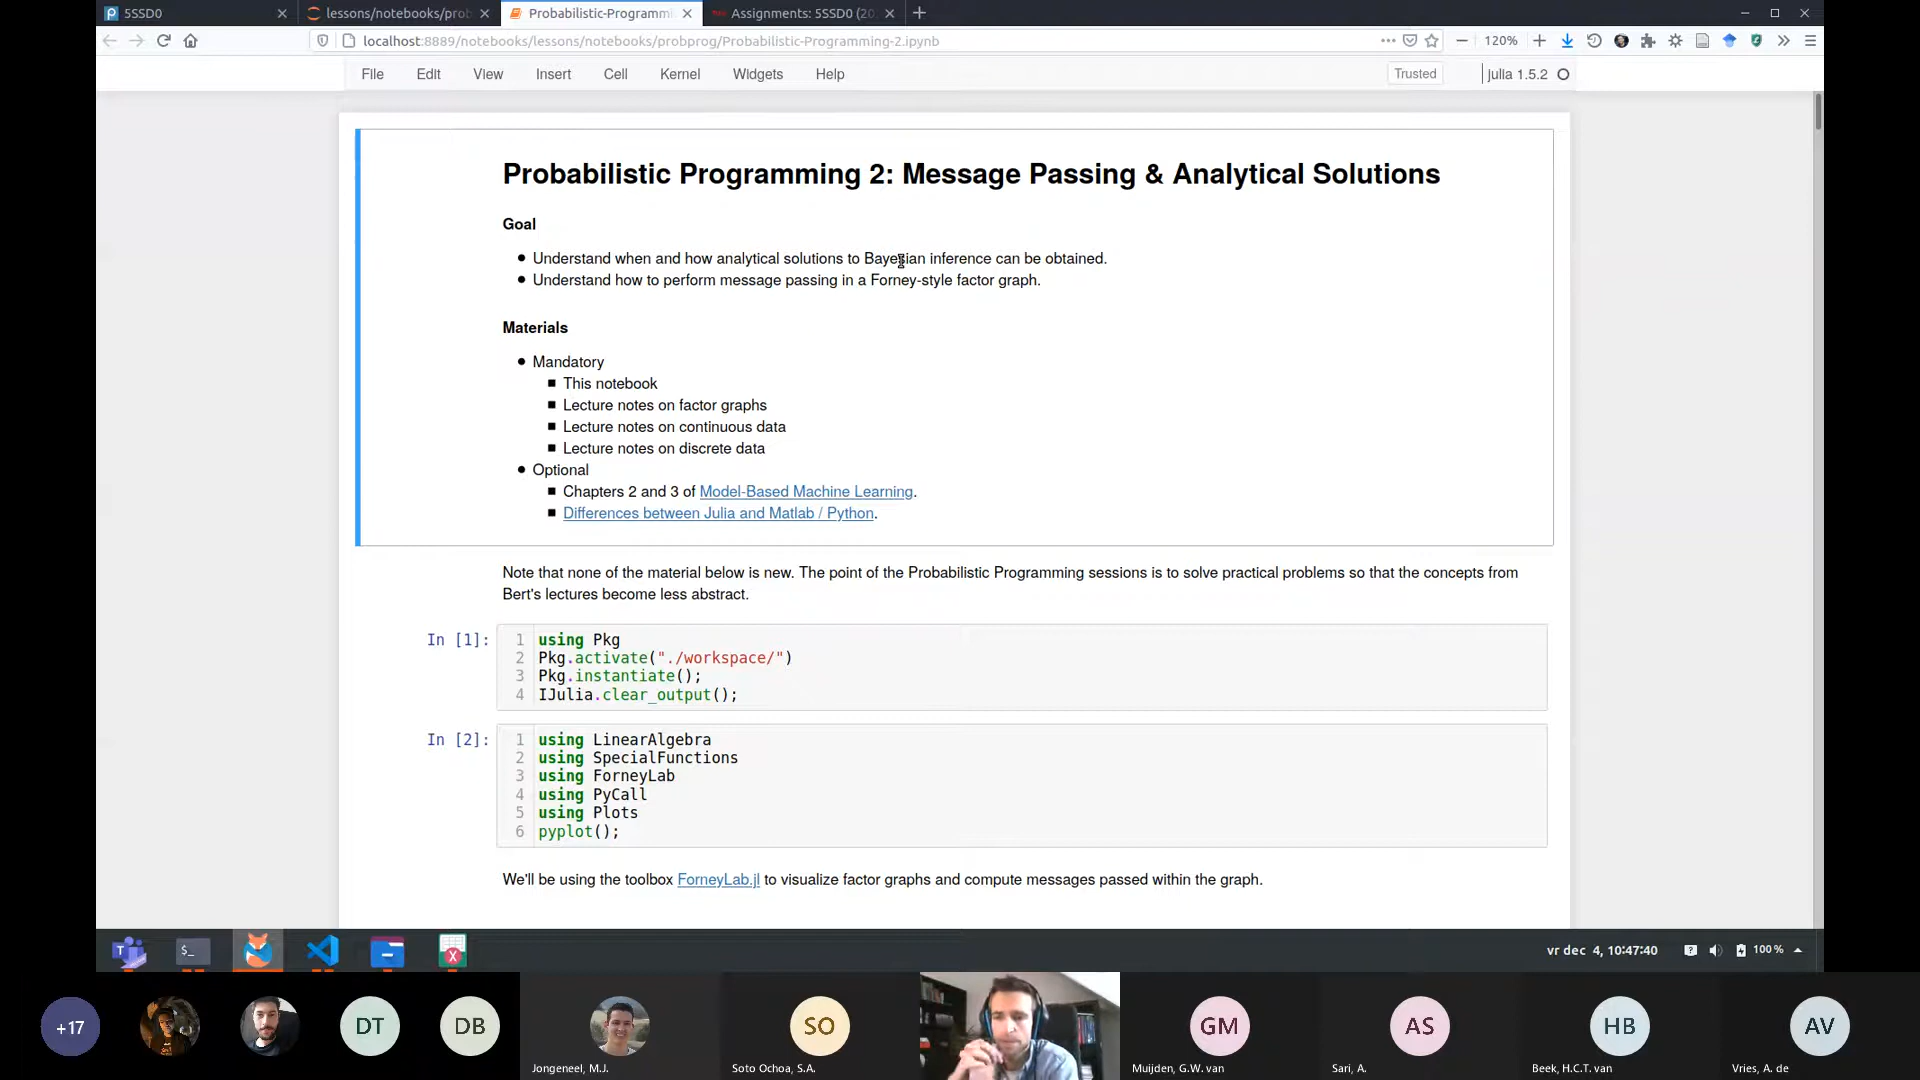 5SSD0
lessons/notebooks/prob
Probabilistic-Programmi
Assignments: 5SSD0 (20
localhost:8889/notebooks/lessons/notebooks/probprog/Probabilistic-Programming-2.ipynb
120%
File Edit View Insert Cell Kernel Widgets Help
Trusted
Julia 1.5.2
Probabilistic Programming 2: Message Passing & Analytical Solutions
Goal
Understand when and how analytical solutions to Bayesian inference can be obtained.
Understand how to perform message passing in a Forney-style factor graph.
Materials
Mandatory
This notebook
Lecture notes on factor graphs
Lecture notes on continuous data
Lecture notes on discrete data
Optional
Chapters 2 and 3 of Model-Based Machine Learning.
Differences between Julia and Matlab / Python.
Note that none of the material below is new. The point of the Probabilistic Programming sessions is to solve practical problems so that the concepts from
Bert's lectures become less abstract.
In [1]:
1 using Pkg
2 Pkg.activate("./workspace/")
3 Pkg.instantiate();
4 IJulia.clear_output();
In [2]:
1 using LinearAlgebra
2 using SpecialFunctions
3 using ForneyLab
4 using PyCall
5 using Plots
6 pyplot();
We'll be using the toolbox ForneyLab.jl to visualize factor graphs and compute messages passed within the graph.
vr dec 4, 10:47:40
100 %
+17
DT
DB
Jongeneel, M.J.
SO
Soto Ochoa, S.A.
GM
Muijden, G.W. van
AS
Sari, A.
HB
Beek, H.C.T. van
AV
Vries, A. de